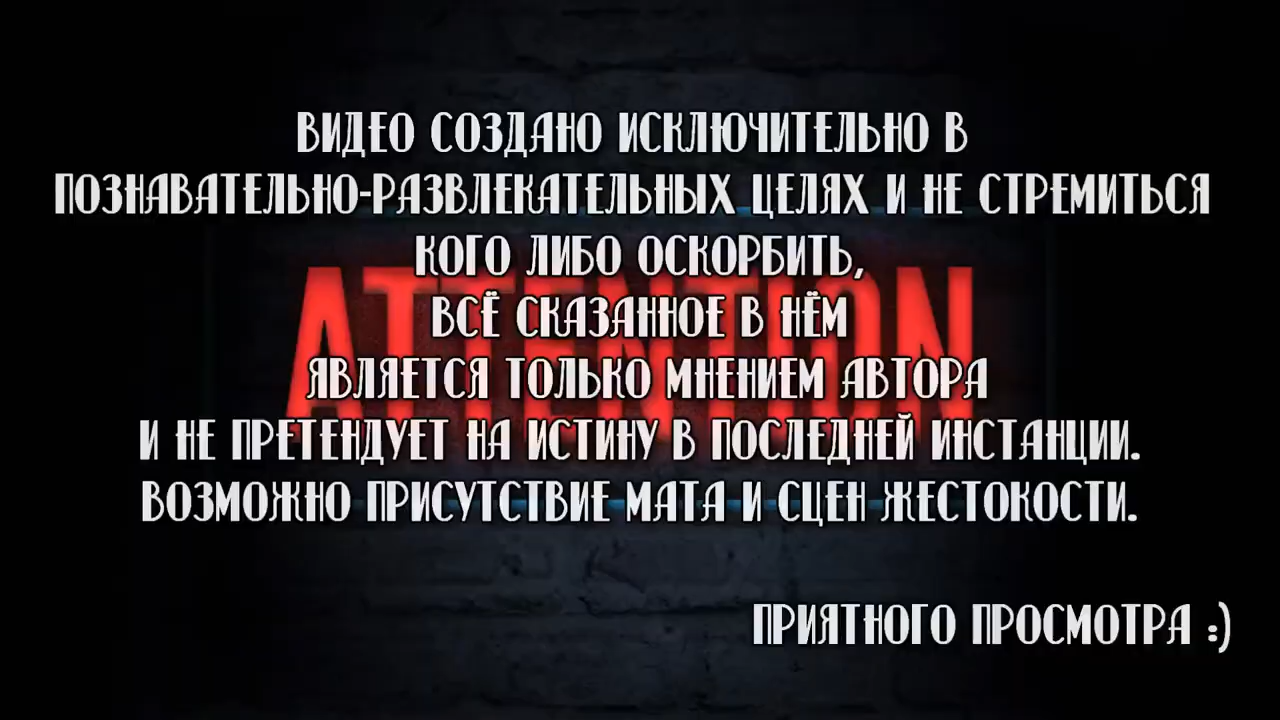 ВИДЕО СОЗДАНО ИСКЛЮЧИТЕЛЬНО В
ПОЗНАВАТЕЛЬНО-РАЗВЛЕКАТЕЛЬНЫХ ЦЕЛЯХ И НЕ СТРЕМИТЬСЯ
КОГО ЛИБО ОСКОРБИТЬ,
ВСЁ СКАЗАННОЕ В НЁМ
ATTENTION
ЯВЛЯЕТСЯ ТОЛЬКО МНЕНИЕМ АВТОРА
И НЕ ПРЕТЕНДУЕТ НА ИСТИНУ В ПОСЛЕДНЕЙ ИНСТАНЦИИ.
ВОЗМОЖНО ПРИСУТСТВИЕ МАТА И СЦЕН ЖЕСТОКОСТИ.
ПРИЯТНОГО ПРОСМОТРА :)